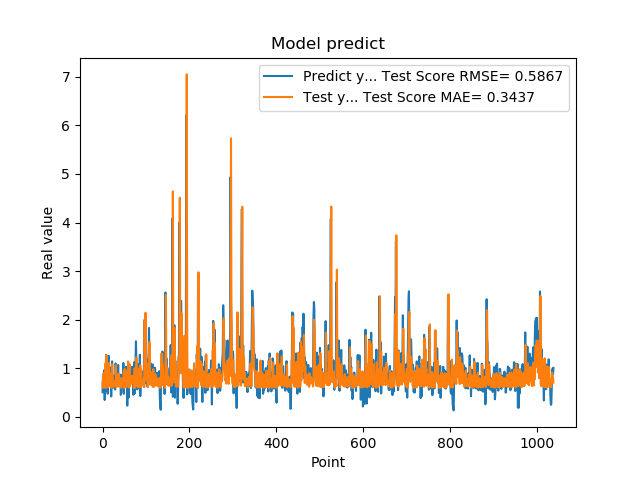 Model predict
Predict y... Test Score RMSE= 0.5867
Test y... Test Score MAE= 0.3437
Real value
7
6
5
4
3
2
1
0
0 200 400 600 800 1000
Point